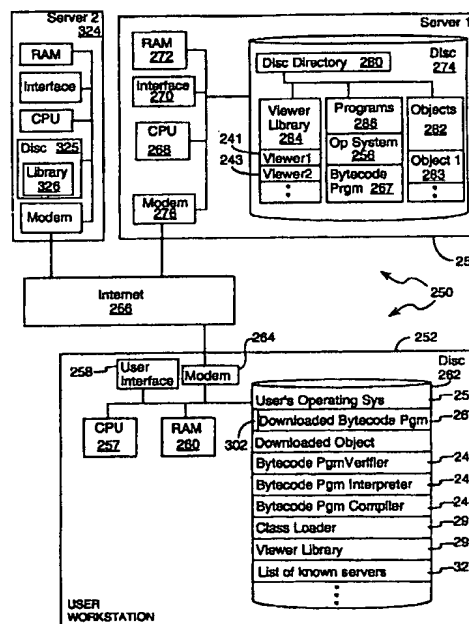 Server 2
324
RAM
Interface
CPU
Disc 325
Library
326
Modem
Server 1
RAM
272
Interface
270
CPU
268
Modem
276
Disc
274
Disc Directory 280
Viewer
Library
284
Viewer1
Viewer2
241
243
Programs
288
Op System
256
Bytecode
Prgm 267
Objects
282
Object 1
283
Internet
266
250
252
264
258
User
Interface
Modem
Disc
262
CPU
257
RAM
260
302
User's Operating Sys
Downloaded Bytecode Pgm
Downloaded Object
Bytecode PgmVerifier
Bytecode Pgm Interpreter
Bytecode Pgm Compiler
Class Loader
Viewer Library
List of known servers
USER
WORKSTATION